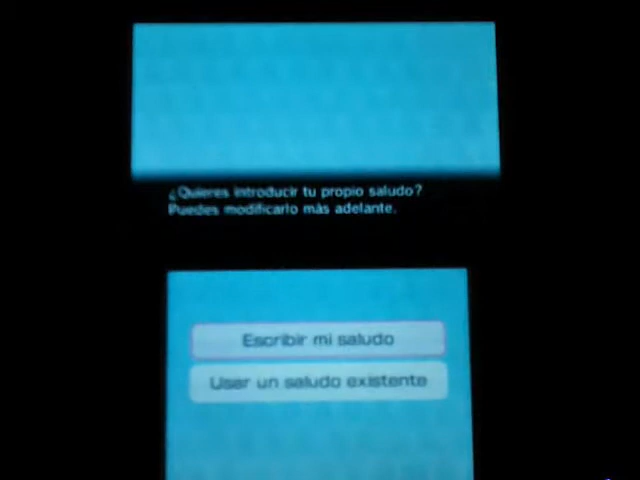 ¿Quieres introducir tu propio saludo?
Puedes modificarlo más adelante.
Escribir mi saludo
Usar un saludo existente